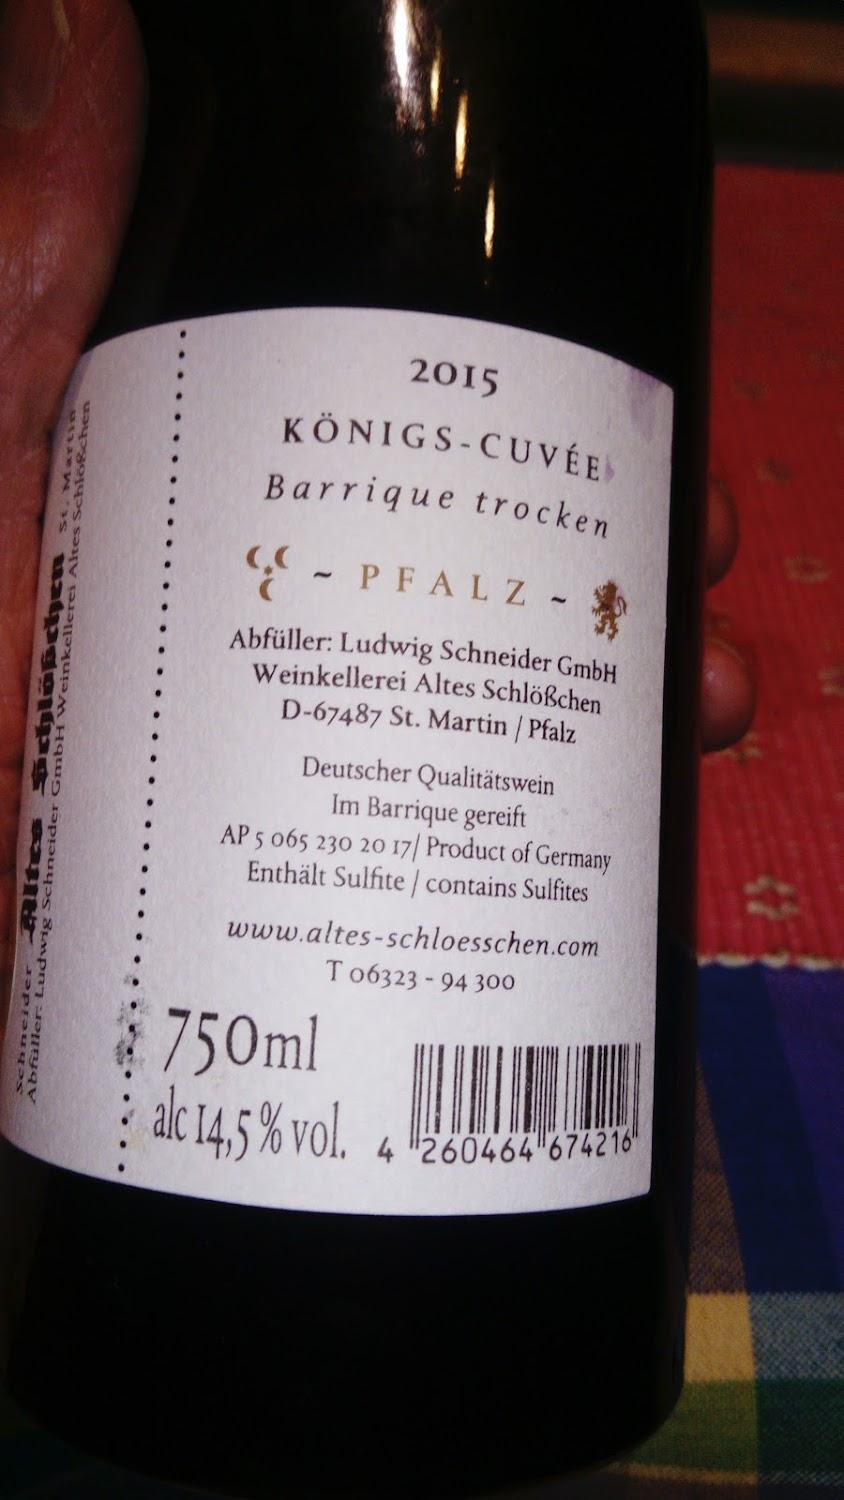 2015
KÖNIGS-CUVÉE
Barrique trocken
~ PFALZ ~
Abfüller: Ludwig Schneider GmbH
Weinkellerei Altes Schlößchen
D-67487 St. Martin / Pfalz
Deutscher Qualitätswein
Im Barrique gereift
AP 5 065 230 20 17/ Product of Germany
Enthält Sulfite / contains Sulfites
www.altes-schloesschen.com
T 06323 - 94 300
750ml
alc 14,5 % vol.
4 260464 674216
Schneider Altes Schlößchen St. Martin
Abfüller: Ludwig Schneider GmbH Weinkellerei Altes Schlößchen